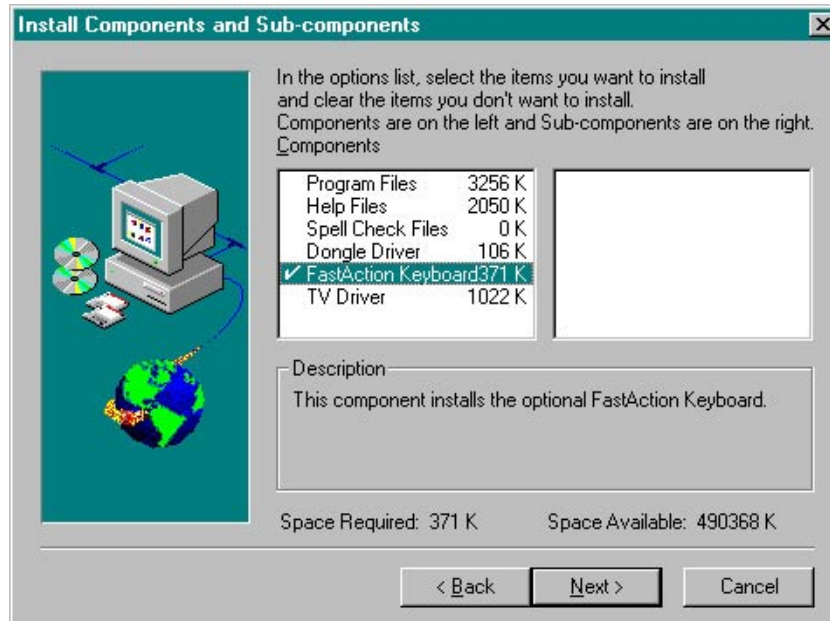 Install Components and Sub-components
In the options list, select the items you want to install
and clear the items you don't want to install.
Components are on the left and Sub-components are on the right.
Components
Program Files 3256 K
Help Files 2050 K
Spell Check Files 0 K
Dongle Driver 106 K
FastAction Keyboard371 K
TV Driver 1022 K
Description
This component installs the optional FastAction Keyboard.
Space Required: 371 K Space Available: 490368 K
< Back Next > Cancel